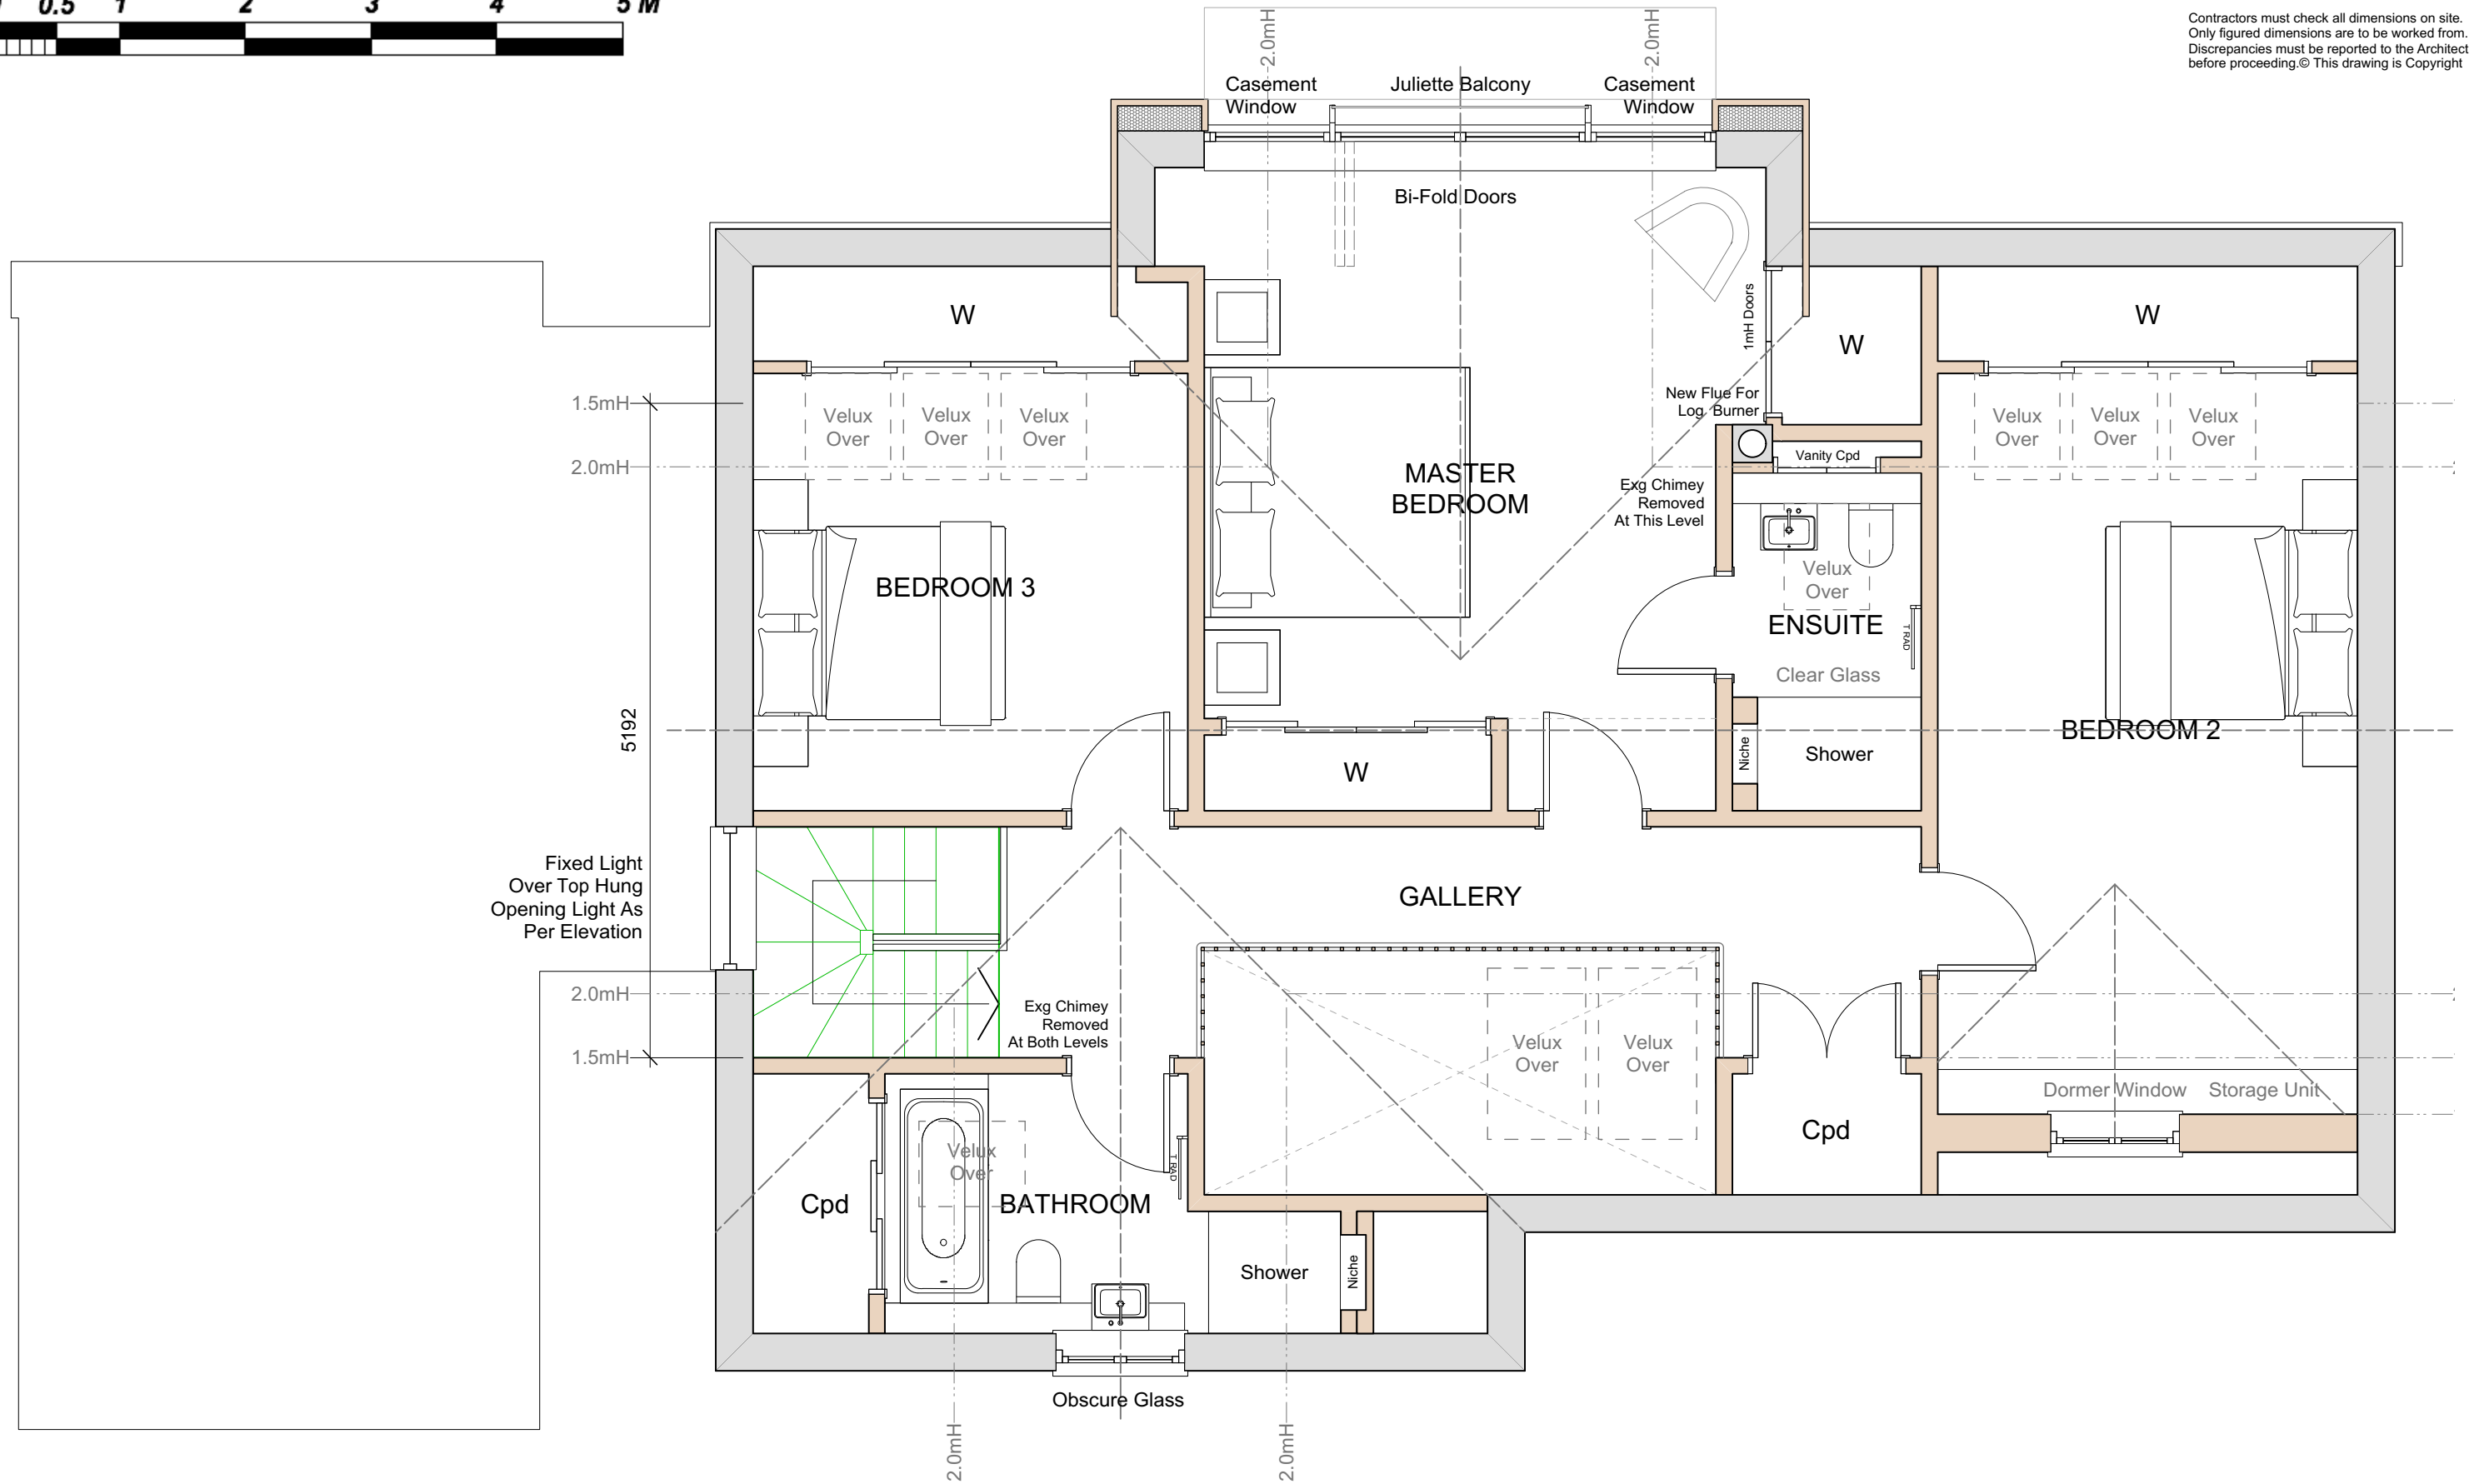 0.5 1 2 3 4 5 M
Contractors must check all dimensions on site.
Only figured dimensions are to be worked from.
Discrepancies must be reported to the Architect
before proceeding.© This drawing is Copyright
2.0mH
2.0mH
Casement
Window
Juliette Balcony
Casement
Window
Bi-Fold Doors
W
1mH Doors
W
W
1.5mH
2.0mH
Velux
Over
Velux
Over
Velux
Over
New Flue For
Log Burner
Vanity Cpd
Velux
Over
Velux
Over
Velux
Over
MASTER
BEDROOM
Exg Chimey
Removed
At This Level
BEDROOM 3
Velux
Over
ENSUITE
T RAD
Clear Glass
5192
BEDROOM 2
W
Niche
Shower
Fixed Light
Over Top Hung
Opening Light As
Per Elevation
GALLERY
2.0mH
1.5mH
Exg Chimey
Removed
At Both Levels
Velux
Over
Velux
Over
Dormer Window
Storage Unit
Cpd
Velux
Over
T RAD
Cpd
BATHROOM
Shower
Niche
Obscure Glass
2.0mH
2.0mH